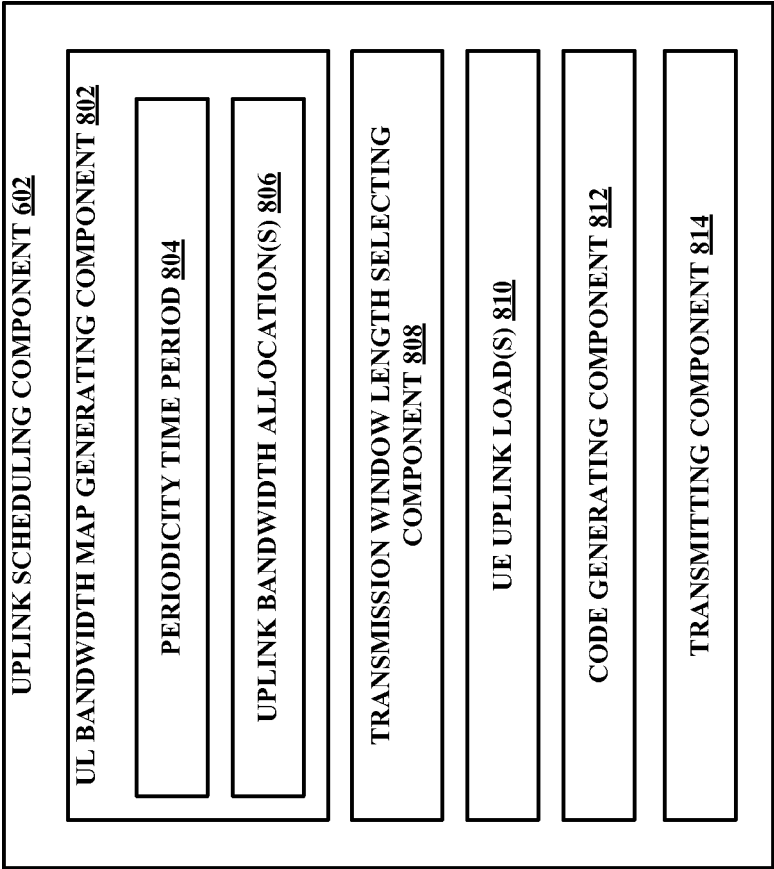 UPLINK SCHEDULING COMPONENT 602
UL BANDWIDTH MAP GENERATING COMPONENT 802
PERIODICITY TIME PERIOD 804
UPLINK BANDWIDTH ALLOCATION(S) 806
TRANSMISSION WINDOW LENGTH SELECTING
COMPONENT 808
UE UPLINK LOAD(S) 810
CODE GENERATING COMPONENT 812
TRANSMITTING COMPONENT 814